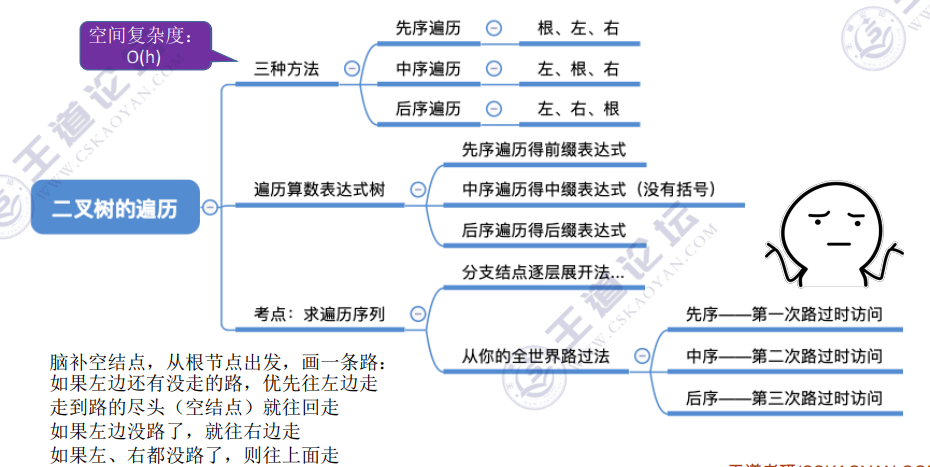 空间复杂度：
O(h)
先序遍历
根、左、右
三种方法
中序遍历
左、根、右
后序遍历
左、右、根
先序遍历得前缀表达式
遍历算数表达式树
中序遍历得中缀表达式（没有括号）
二叉树的遍历
后序遍历得后缀表达式
分支结点逐层展开法...
考点：求遍历序列
先序——第一次路过时访问
从你的全世界路过法
中序——第二次路过时访问
后序——第三次路过时访问
脑补空结点，从根节点出发，画一条路：
如果左边还有没走的路，优先往左边走
走到路的尽头（空结点）就往回走
如果左边没路了，就往右边走
如果左、右都没路了，则往上面走
王道论坛
WWW.CSKAOYAN.COM
王道论坛
WWW.CSKAOYAN.COM